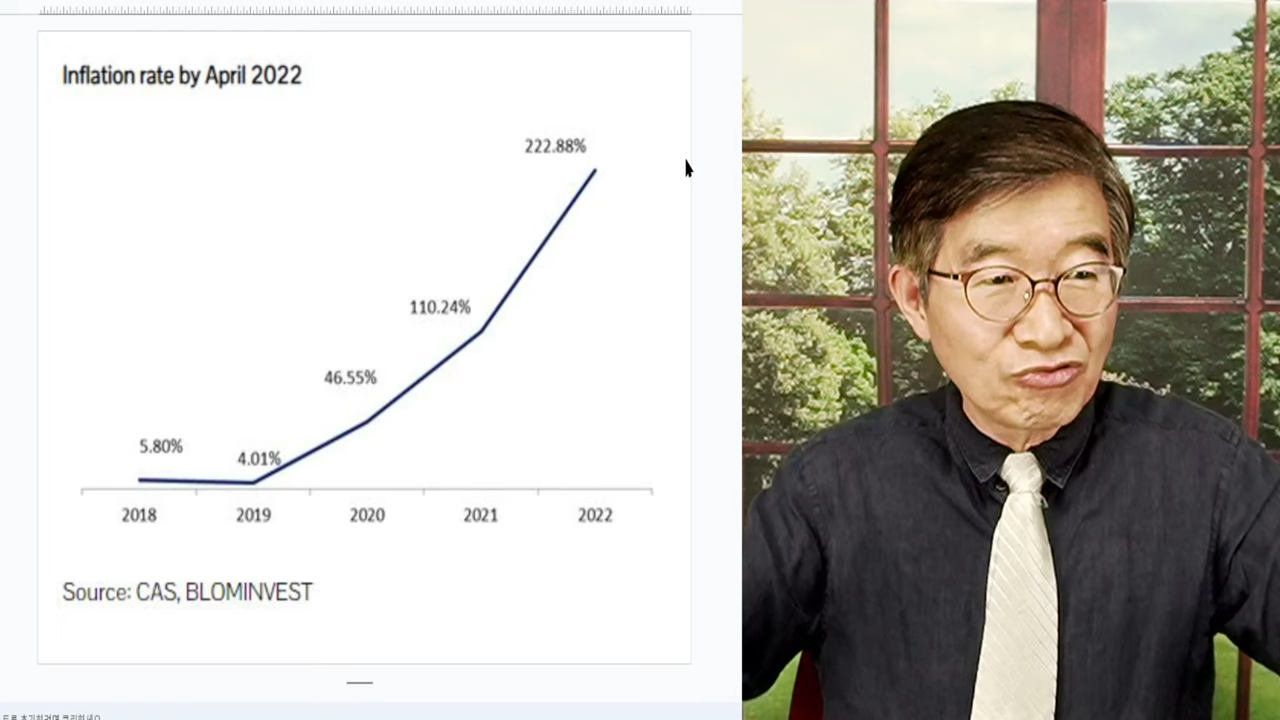 Inflation rate by April 2022
222.88%
110.24%
46.55%
5.80%
4.01%
2018 2019 2020 2021 2022
Source: CAS, BLOMINVEST